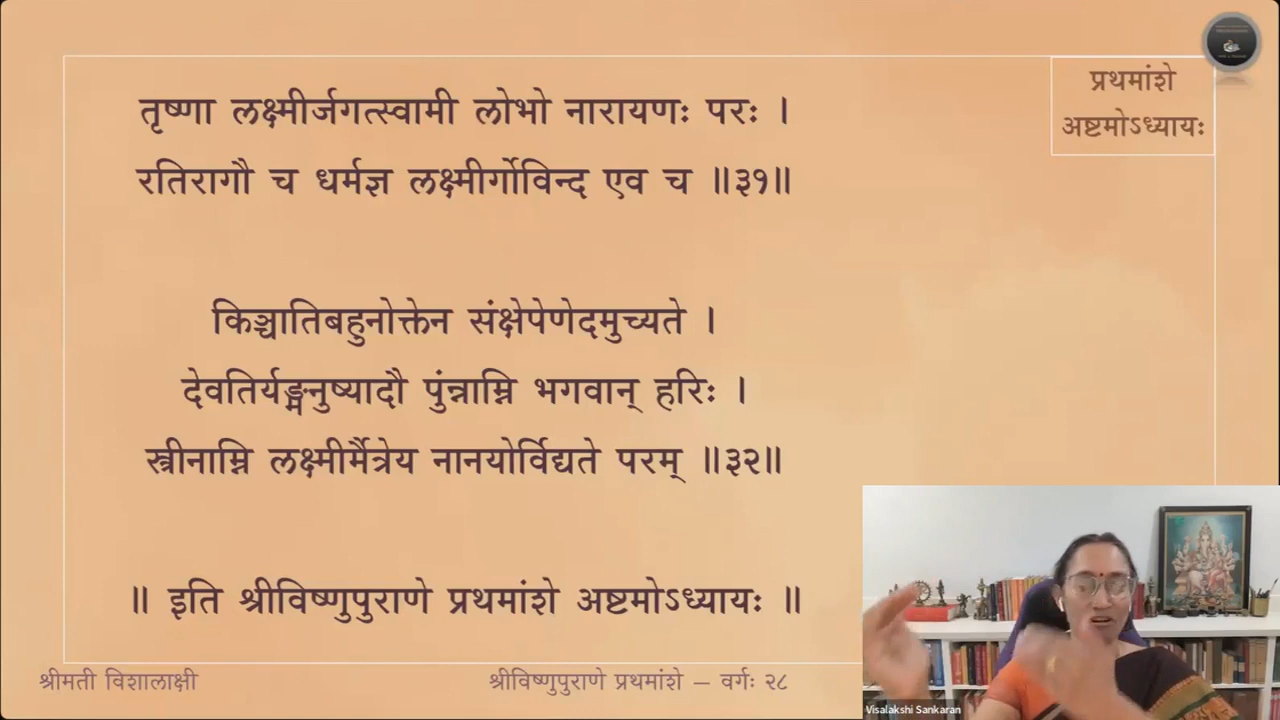 प्रथमांशे
अष्टमोऽध्यायः
तृष्णा लक्ष्मीर्जगत्स्वामी लोभो नारायणः परः ।
रतिरागौ च धर्मज्ञ लक्ष्मीर्गोविन्द एव च ॥३१॥
किञ्चातिबहुनोक्तेन संक्षेपेणेदमुच्यते ।
देवतिर्यङ्मनुष्यादौ पुंन्नाम्नि भगवान् हरिः ।
स्त्रीनाम्नि लक्ष्मीर्मैत्रेय नानयोर्विद्यते परम् ॥३२॥
॥ इति श्रीविष्णुपुराणे प्रथमांशे अष्टमोऽध्यायः ॥
श्रीमती विशालाक्षी
श्रीविष्णुपुराणे प्रथमांशे – वर्गः २८
Visalakshi Sankaran